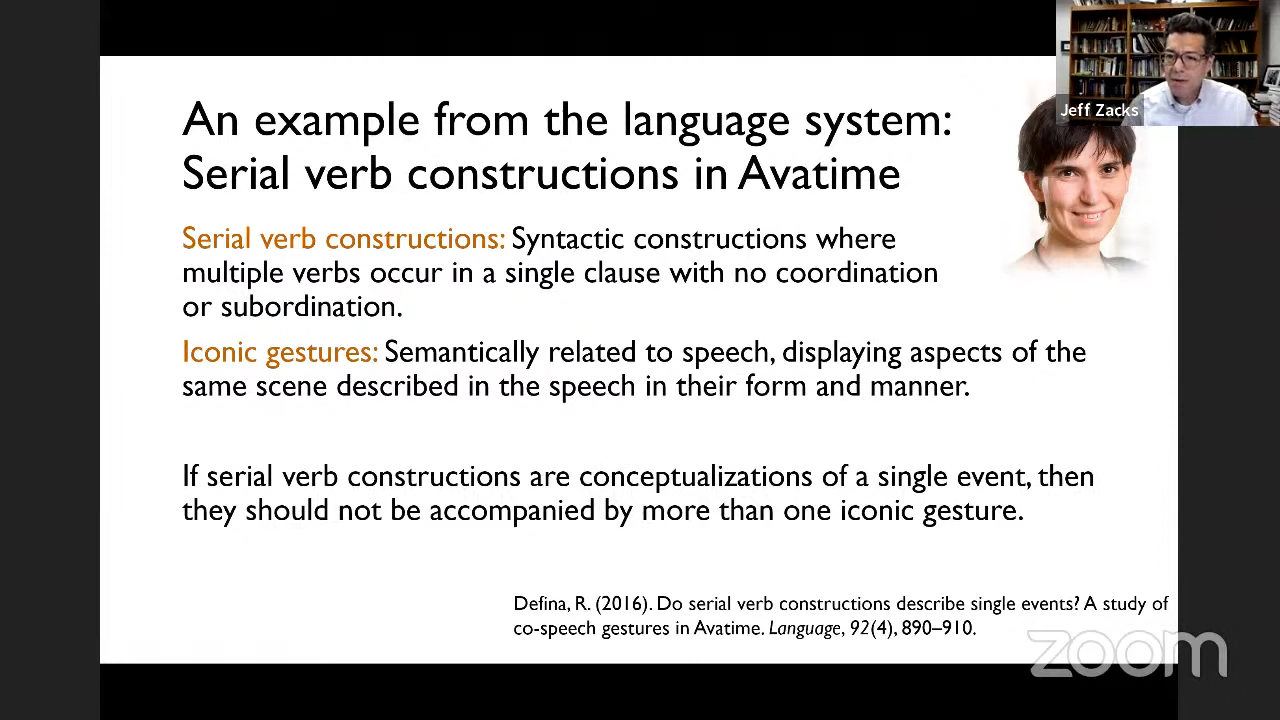 Jeff Zacks
An example from the language system:
Serial verb constructions in Avatime
Serial verb constructions: Syntactic constructions where
multiple verbs occur in a single clause with no coordination
or subordination.
Iconic gestures: Semantically related to speech, displaying aspects of the
same scene described in the speech in their form and manner.
If serial verb constructions are conceptualizations of a single event, then
they should not be accompanied by more than one iconic gesture.
Defina, R. (2016). Do serial verb constructions describe single events? A study of
co-speech gestures in Avatime. Language, 92(4), 890–910.
zoom